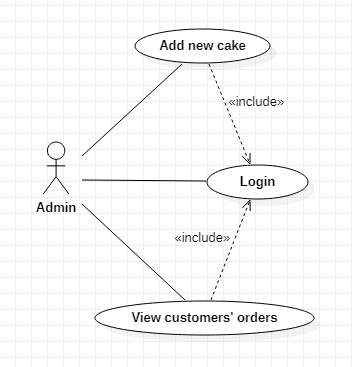 Add new cake
«include»
Login
Admin
«include»
View customers' orders